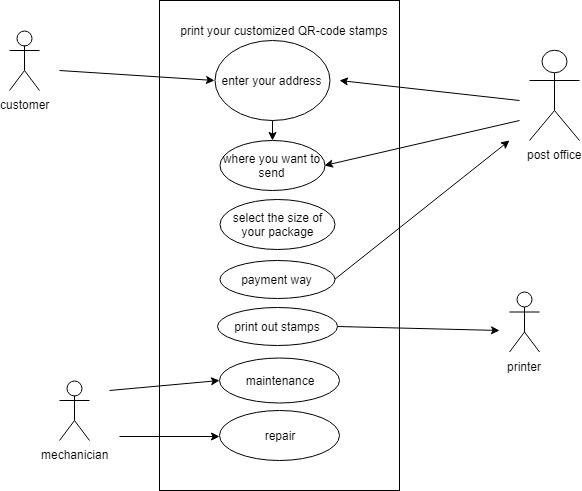 print your customized QR-code stamps
customer
enter your address
post office
where you want to
send
select the size of
your package
payment way
print out stamps
printer
maintenance
mechanician
repair